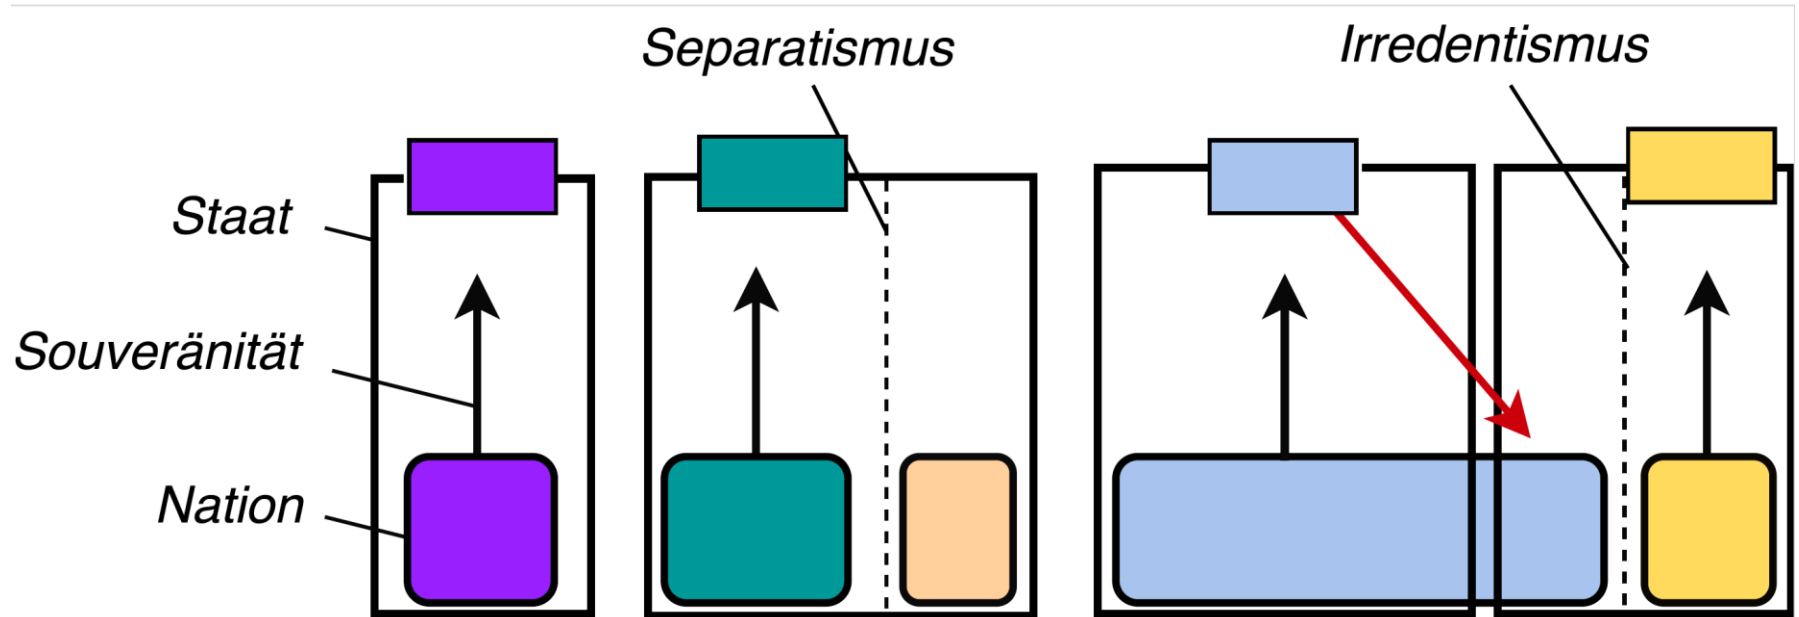 Separatismus
Irredentismus
Staat
Souveränität
Nation